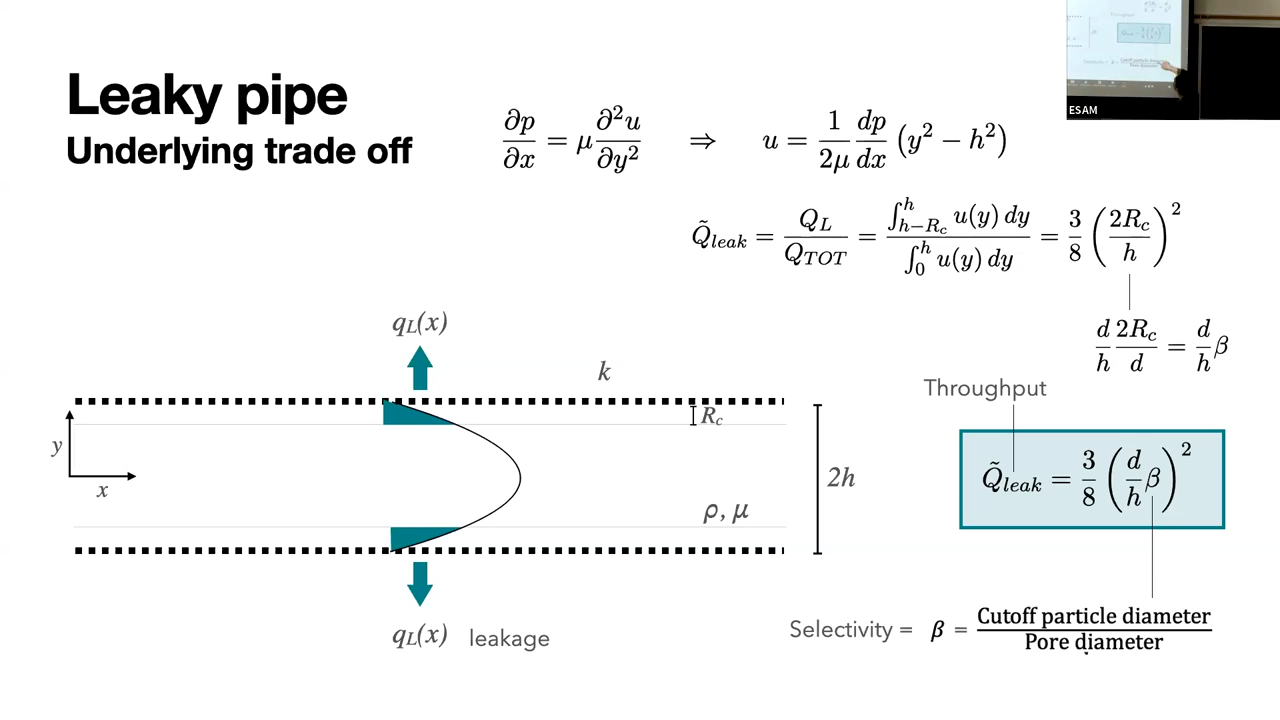 Leaky pipe
Underlying trade off
∂p/∂x = μ ∂²u/∂y² ⇒ u = 1/2μ dp/dx (y² − h²)
Q̃_leak = Q_L/Q_TOT = ∫_{h−R_c}^{h} u(y) dy / ∫_0^h u(y) dy = 3/8 (2R_c/h)²
d/h 2R_c/d = d/h β
q_L(x)
k
Throughput
R_c
y
x
2h
ρ, μ
Q̃_leak = 3/8 (d/h β)²
q_L(x) leakage
Selectivity = β = Cutoff particle diameter
Pore diameter
ESAM